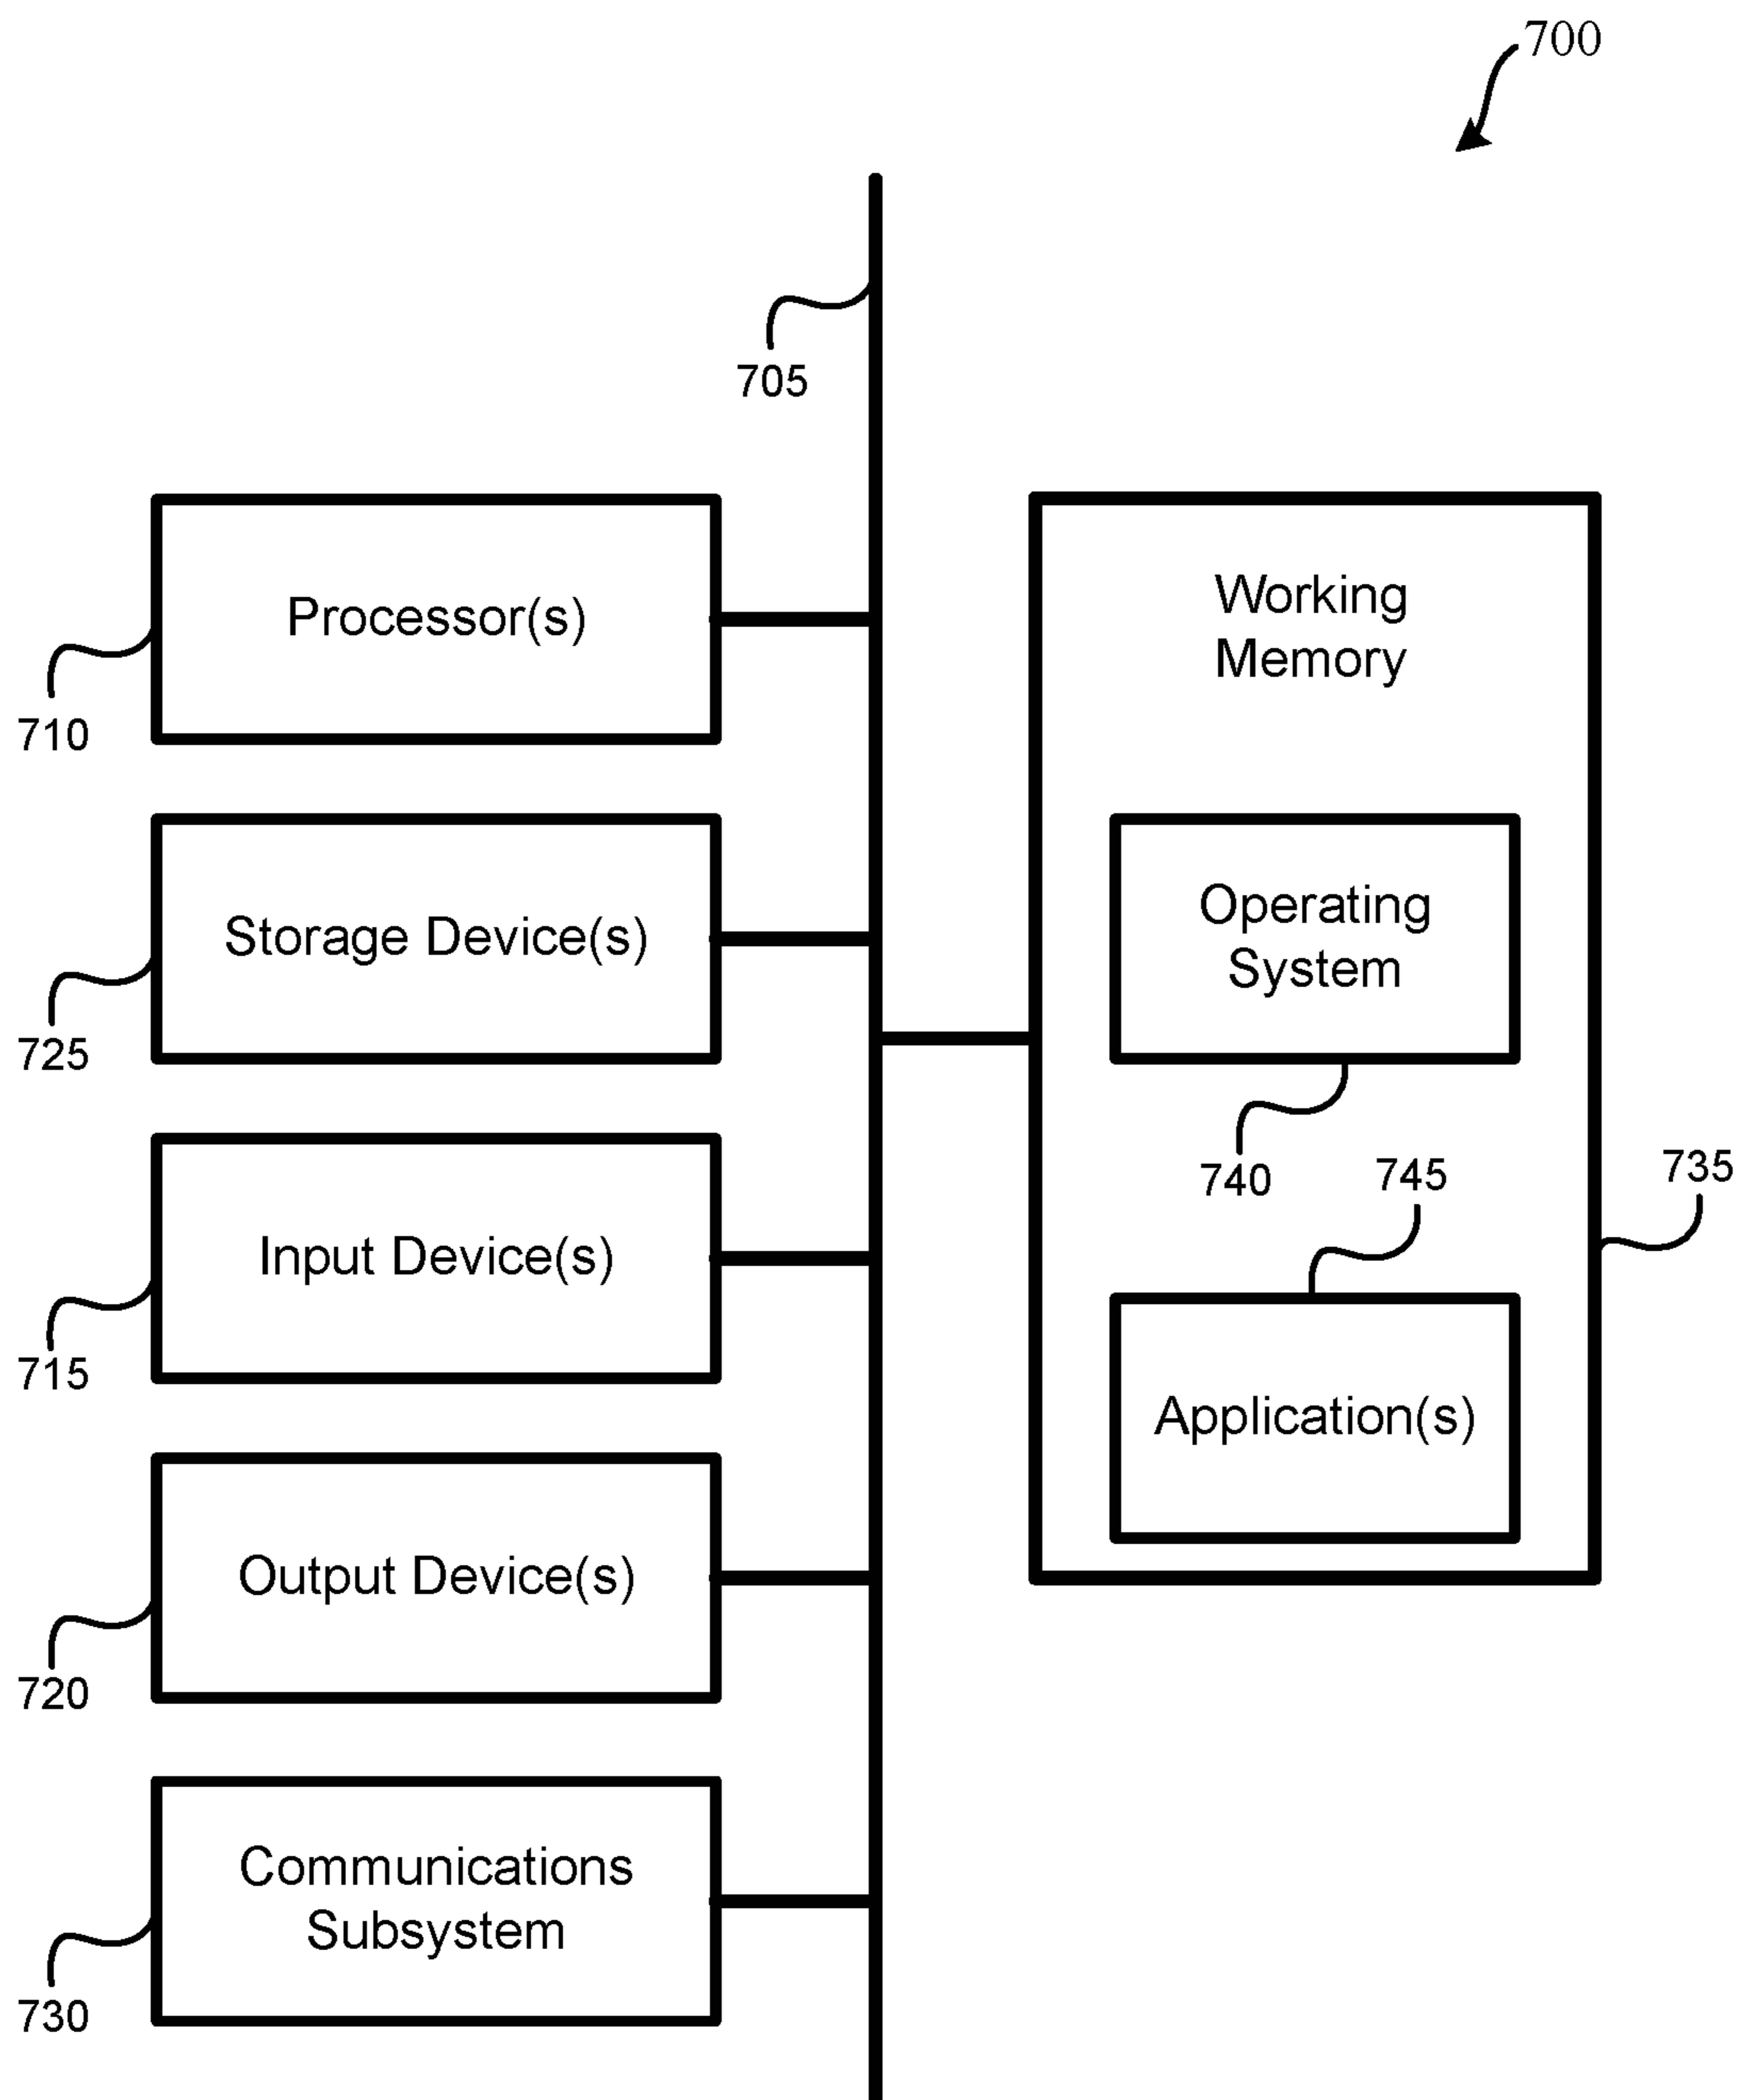 700
705
Processor(s)
710
Storage Device(s)
725
Input Device(s)
715
Output Device(s)
720
Communications
Subsystem
730
Working
Memory
Operating
System
740
745
735
Application(s)